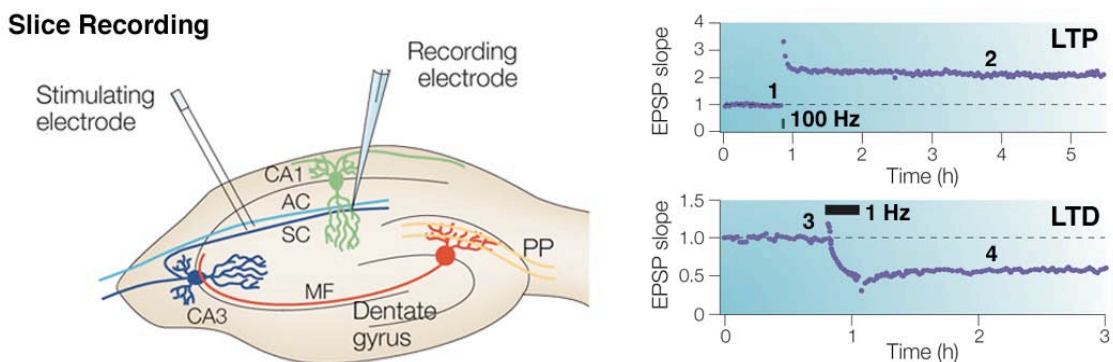 Slice Recording
Stimulating
electrode
Recording
electrode
CA1
AC
SC
PP
MF
CA3
Dentate
gyrus
EPSP slope
4
3
2
1
0
1
2
LTP
100 Hz
0 1 2 3 4 5
Time (h)
EPSP slope
1.5
1.0
0.5
0
3
4
1 Hz
LTD
0 1 2 3
Time (h)